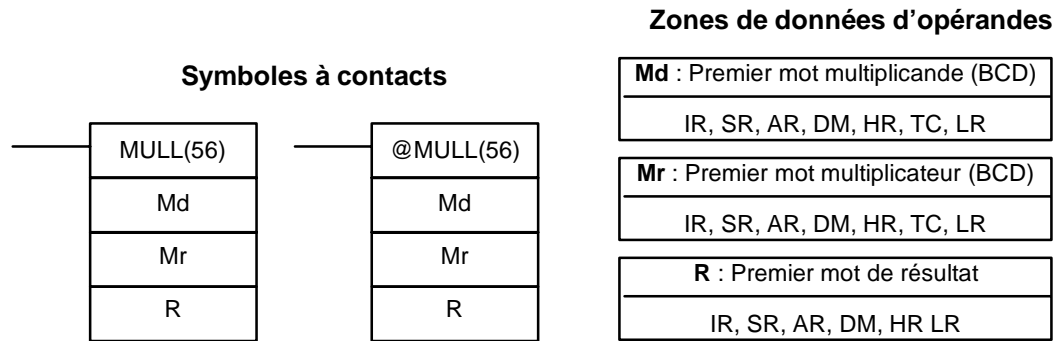 Zones de données d’opérandes
Symboles à contacts
MULL(56)
Md
Mr
R
@MULL(56)
Md
Mr
R
Md : Premier mot multiplicande (BCD)
IR, SR, AR, DM, HR, TC, LR
Mr : Premier mot multiplicateur (BCD)
IR, SR, AR, DM, HR, TC, LR
R : Premier mot de résultat
IR, SR, AR, DM, HR LR